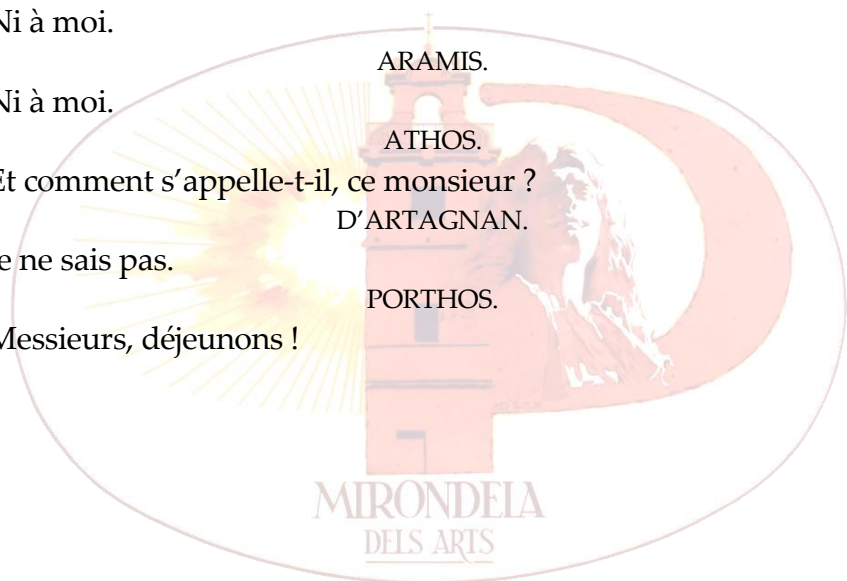 Ni à moi.
ARAMIS.
Ni à moi.
ATHOS.
Et comment s’appelle-t-il, ce monsieur ?
D’ARTAGNAN.
e ne sais pas.
PORTHOS.
Messieurs, déjeunons !
MIRONDELA
DELS ARTS